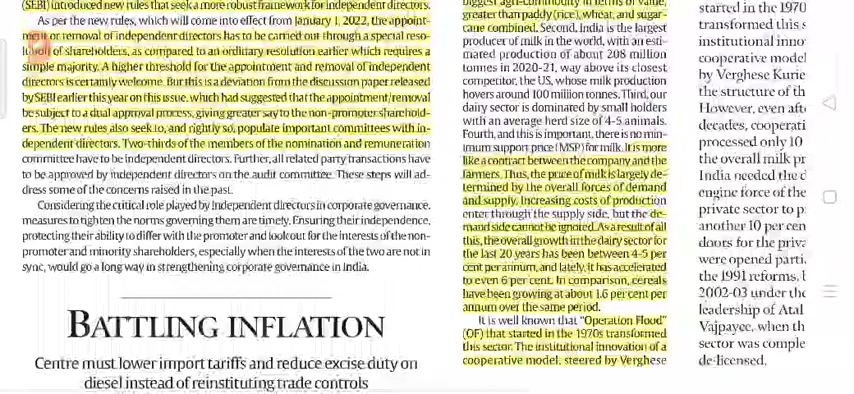 (SEBI) introduced new rules that seek a more robust framework for independent directors.
As per the new rules, which will come into effect from January 1, 2022, the appoint-
ment or removal of independent directors has to be carried out through a special reso-
lution of shareholders, as compared to an ordinary resolution earlier which requires a
simple majority. A higher threshold for the appointment and removal of independent
directors is certainly welcome. But this is a deviation from the discussion paper released
by SEBI earlier this year on this issue, which had suggested that the appointment/removal
be subject to a dual approval process, giving greater say to the non-promoter sharehold-
ers. The new rules also seek to, and rightly so, populate important committees with in-
dependent directors. Two-thirds of the members of the nomination and remuneration
committee have to be independent directors. Further, all related party transactions have
to be approved by independent directors on the audit committee. These steps will ad-
dress some of the concerns raised in the past.
Considering the critical role played by independent directors in corporate governance,
measures to tighten the norms governing them are timely. Ensuring their independence,
protecting their ability to differ with the promoter and lookout for the interests of the non-
promoter and minority shareholders, especially when the interests of the two are not in
sync, would go a long way in strengthening corporate governance in India.
BATTLING INFLATION
Centre must lower import tariffs and reduce excise duty on
diesel instead of reinstituting trade controls
biggest agri-commodity in terms of value,
greater than paddy (rice), wheat, and sugar-
cane combined. Second, India is the largest
producer of milk in the world, with an esti-
mated production of about 208 million
tonnes in 2020-21, way above its closest
competitor, the US, whose milk production
hovers around 100 million tonnes. Third, our
dairy sector is dominated by small holders
with an average herd size of 4-5 animals.
Fourth, and this is important, there is no min-
imum support price (MSP) for milk. It is more
like a contract between the company and the
farmers. Thus, the price of milk is largely de-
termined by the overall forces of demand
and supply. Increasing costs of production
enter through the supply side, but the de-
mand side cannot be ignored. As a result of all
this, the overall growth in the dairy sector for
the last 20 years has been between 4-5 per
cent per annum, and lately, it has accelerated
to even 6 per cent. In comparison, cereals
have been growing at about 1.6 per cent per
annum over the same period.
It is well known that "Operation Flood"
(OF) that started in the 1970s transformed
this sector. The institutional innovation of a
cooperative model, steered by Verghese
started in the 1970
transformed this s
institutional inno
cooperative model
by Verghese Kurie
the structure of th
However, even afte
decades, cooperati
processed only 10
the overall milk pr
India needed the d
engine force of the
private sector to p
another 10 per cen
doors for the priva
were opened parti
the 1991 reforms, b
2002-03 under the
leadership of Atal
Vajpayee, when th
sector was comple
de-licensed.